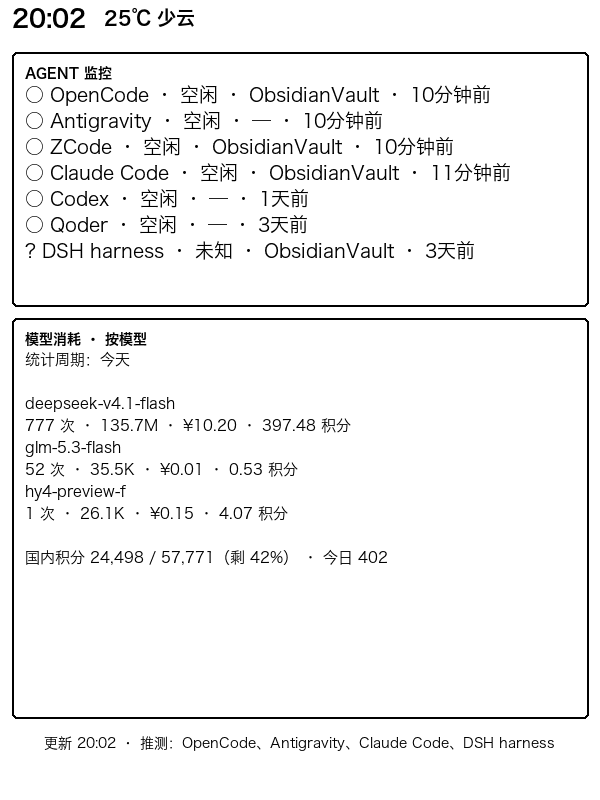 20:02 25℃ 少云
AGENT 监控
○ OpenCode · 空闲 · ObsidianVault · 10分钟前
○ Antigravity · 空闲 · — · 10分钟前
○ ZCode · 空闲 · ObsidianVault · 10分钟前
○ Claude Code · 空闲 · ObsidianVault · 11分钟前
○ Codex · 空闲 · — · 1天前
○ Qoder · 空闲 · — · 3天前
? DSH harness · 未知 · ObsidianVault · 3天前
模型消耗 · 按模型
统计周期：今天
deepseek-v4.1-flash
777 次 · 135.7M · ¥10.20 · 397.48 积分
glm-5.3-flash
52 次 · 35.5K · ¥0.01 · 0.53 积分
hy4-preview-f
1 次 · 26.1K · ¥0.15 · 4.07 积分
国内积分 24,498 / 57,771（剩 42%） · 今日 402
更新 20:02 · 推测：OpenCode、Antigravity、Claude Code、DSH harness